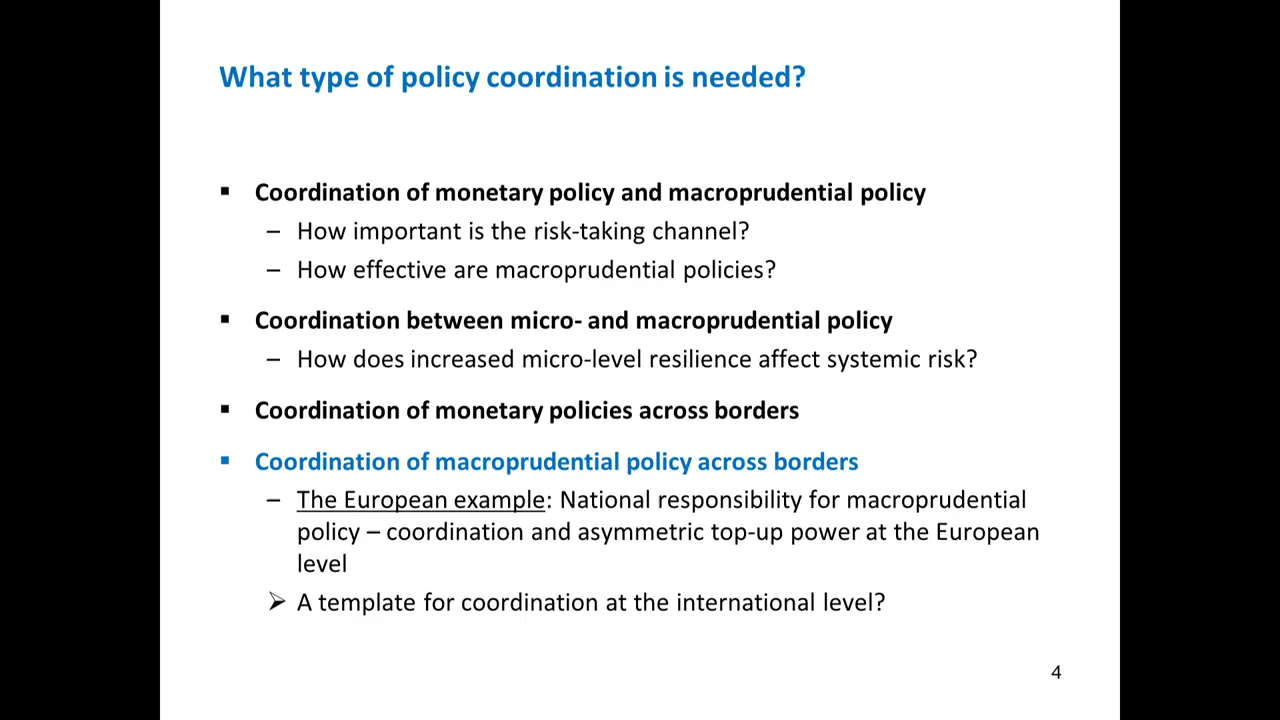 What type of policy coordination is needed?
▪ Coordination of monetary policy and macroprudential policy
– How important is the risk-taking channel?
– How effective are macroprudential policies?
▪ Coordination between micro- and macroprudential policy
– How does increased micro-level resilience affect systemic risk?
▪ Coordination of monetary policies across borders
▪ Coordination of macroprudential policy across borders
– The European example: National responsibility for macroprudential
policy – coordination and asymmetric top-up power at the European
level
➢ A template for coordination at the international level?
4